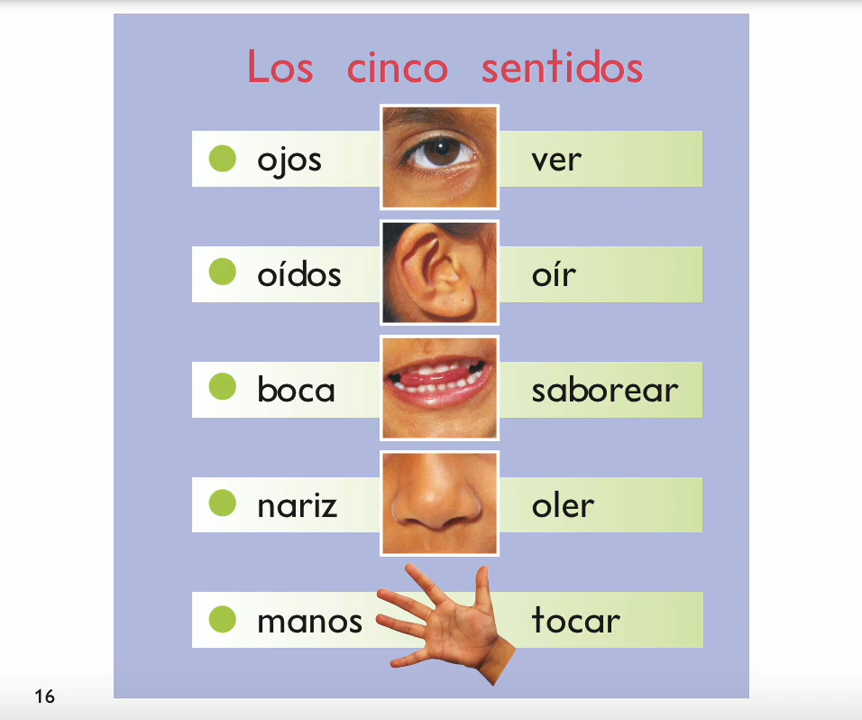 Los cinco sentidos
ojos ver
oídos oír
boca saborear
nariz oler
manos tocar
16